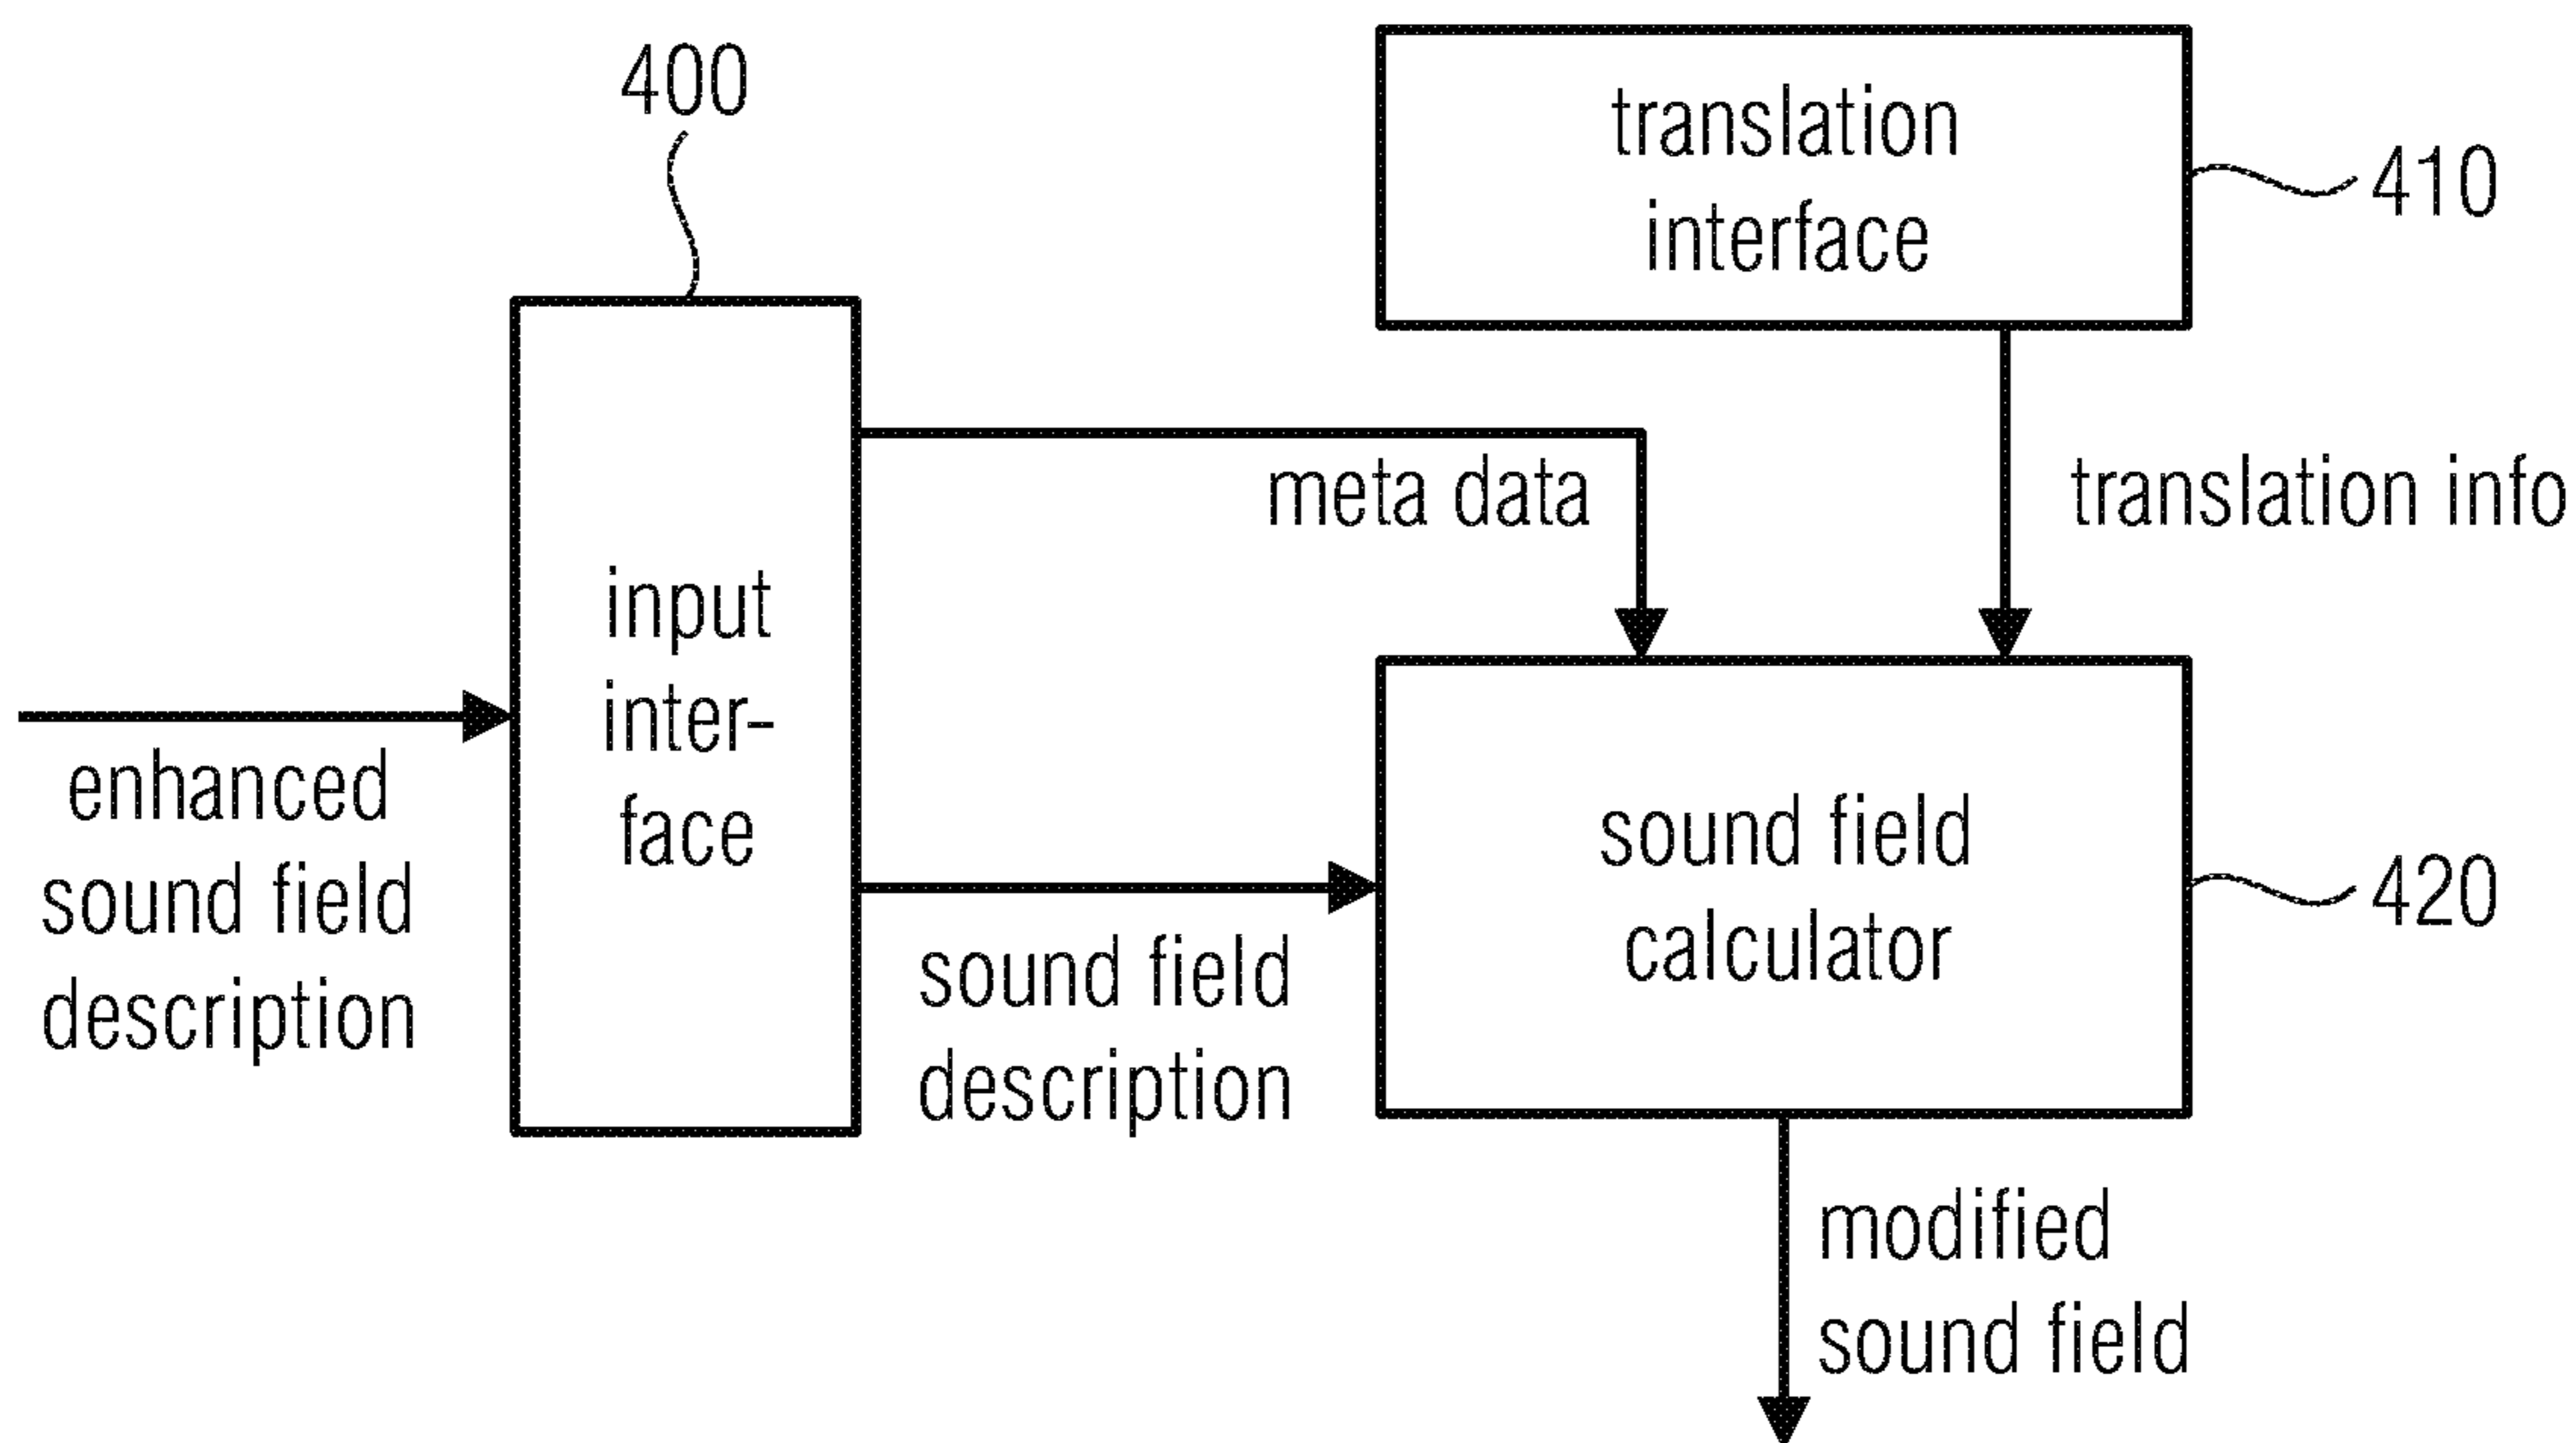 400
translation
interface
410
meta data
translation info
input
inter-
face
enhanced
sound field
description
sound field
description
sound field
calculator
420
modified
sound field